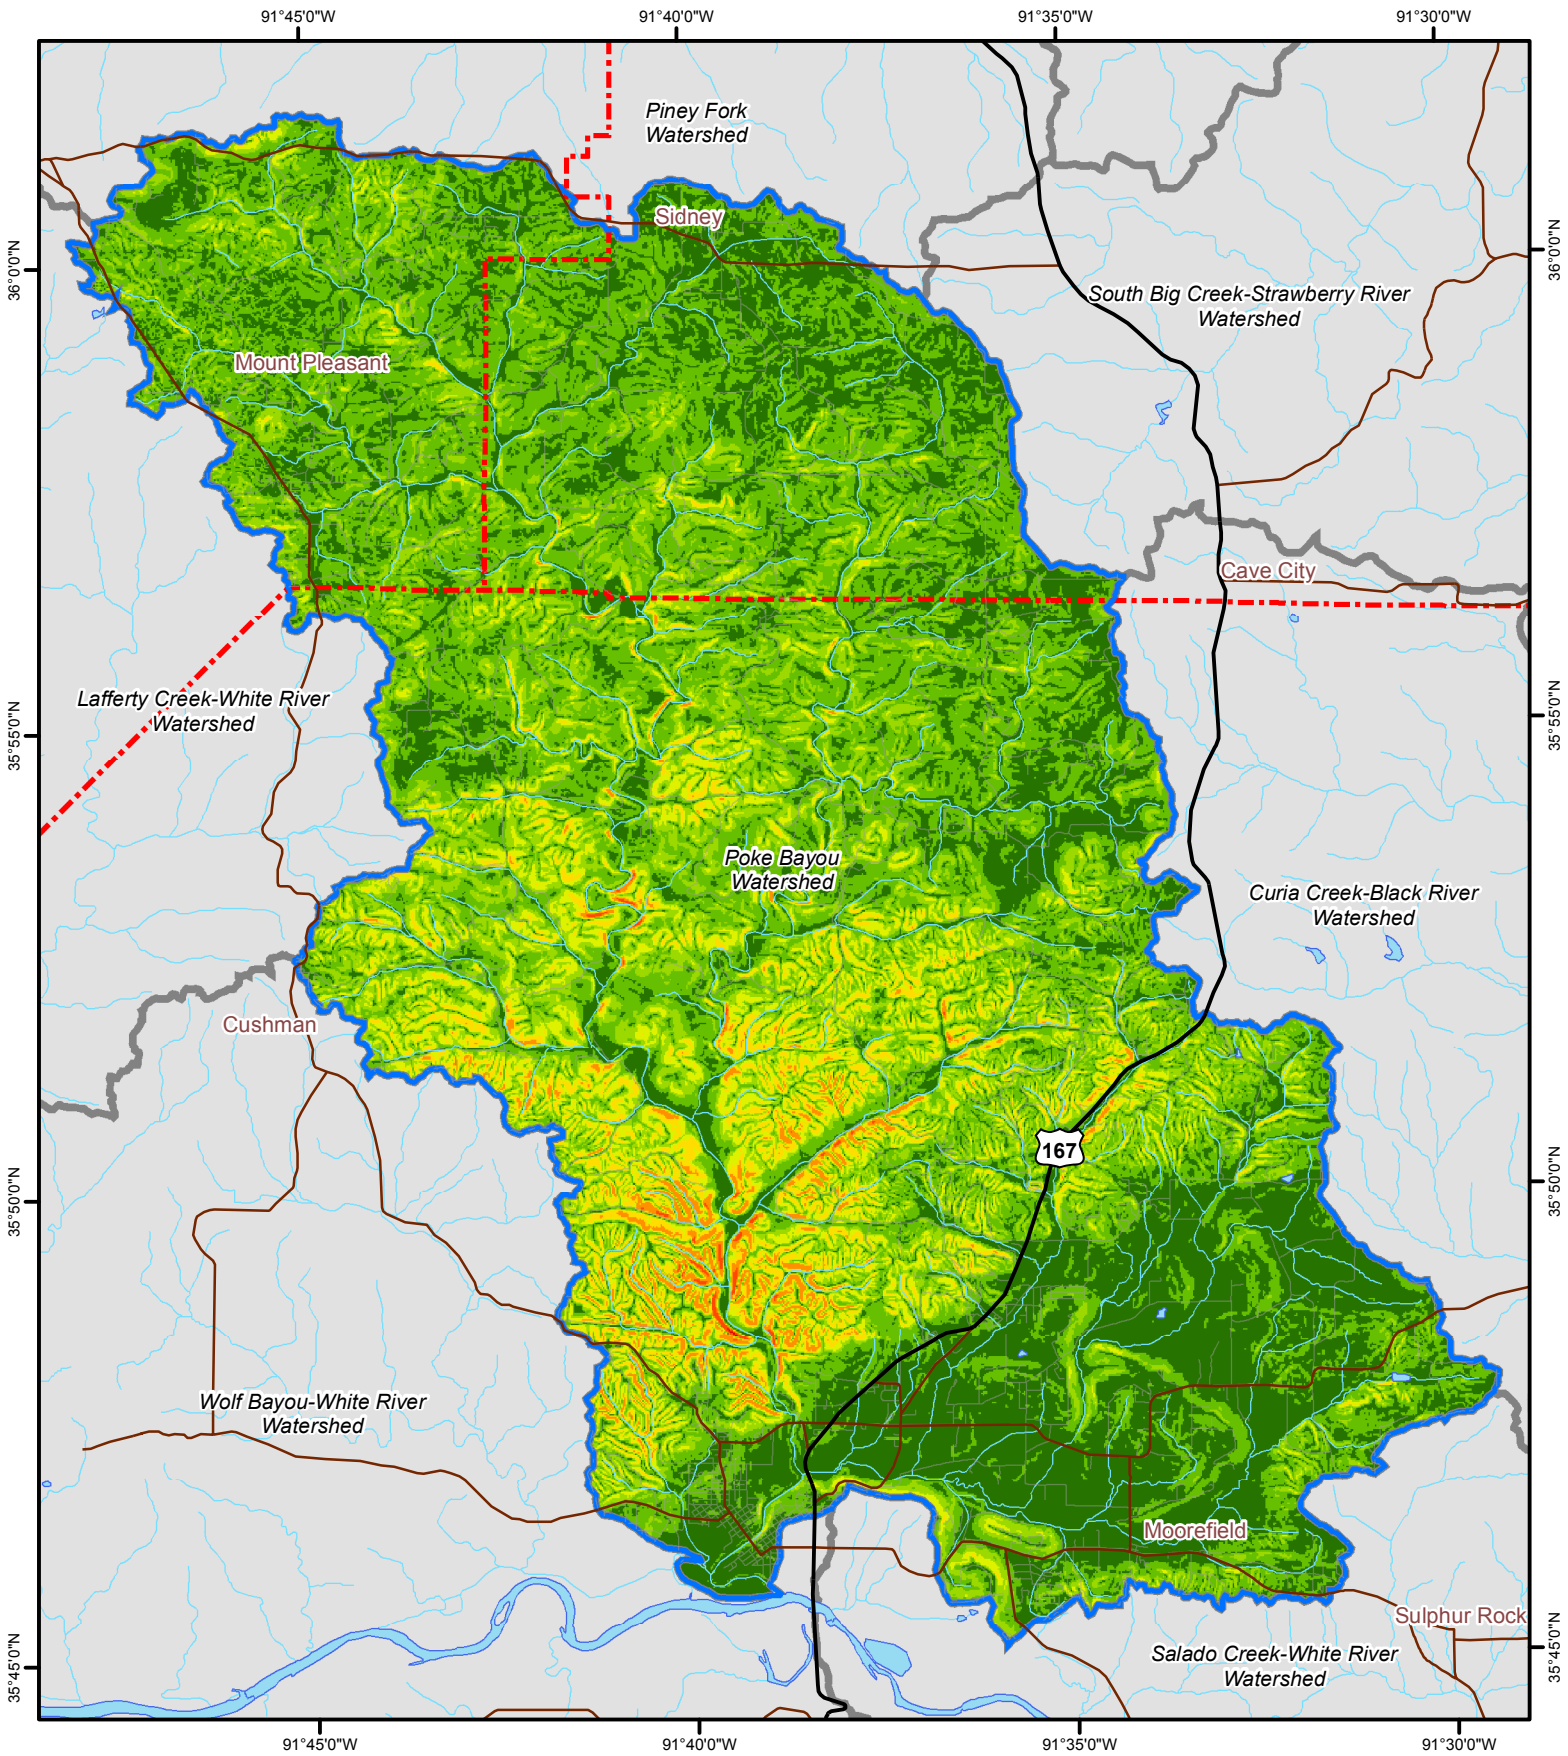 91°45'0"W
91°40'0"W
91°35'0"W
91°30'0"W
Piney Fork
Watershed
Sidney
36°0'0"N
36°0'0"N
South Big Creek-Strawberry River
Watershed
Mount Pleasant
Cave City
Lafferty Creek-White River
Watershed
35°55'0"N
35°55'0"N
Poke Bayou
Watershed
Curia Creek-Black River
Watershed
Cushman
167
35°50'0"N
35°50'0"N
Wolf Bayou-White River
Watershed
Moorefield
Sulphur Rock
Salado Creek-White River
Watershed
35°45'0"N
35°45'0"N
91°45'0"W
91°40'0"W
91°35'0"W
91°30'0"W